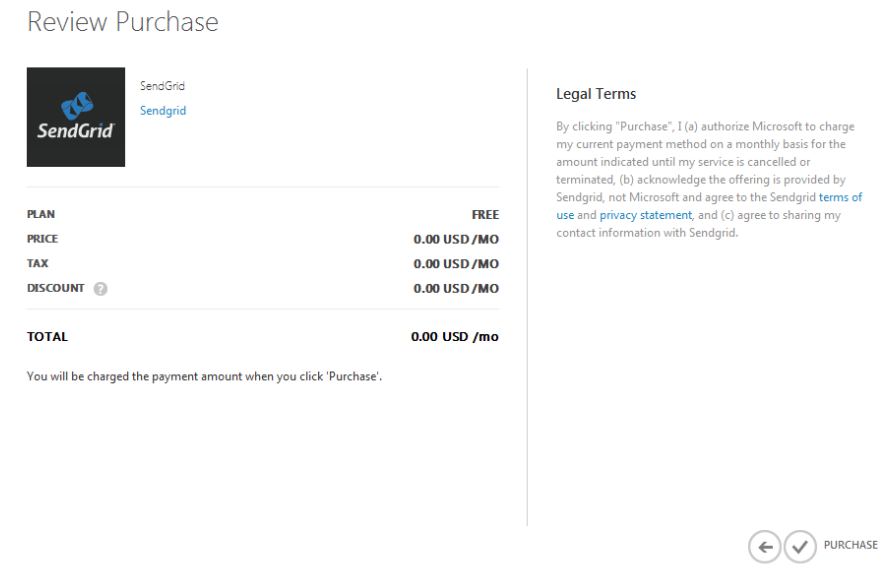 Review Purchase
SendGrid
SendGrid
Sendgrid
PLAN FREE
PRICE 0.00 USD /MO
TAX 0.00 USD /MO
DISCOUNT ? 0.00 USD /MO
TOTAL 0.00 USD /mo
You will be charged the payment amount when you click 'Purchase'.
Legal Terms
By clicking "Purchase", I (a) authorize Microsoft to charge
my current payment method on a monthly basis for the
amount indicated until my service is cancelled or
terminated, (b) acknowledge the offering is provided by
Sendgrid, not Microsoft and agree to the Sendgrid terms of
use and privacy statement, and (c) agree to sharing my
contact information with Sendgrid.
PURCHASE